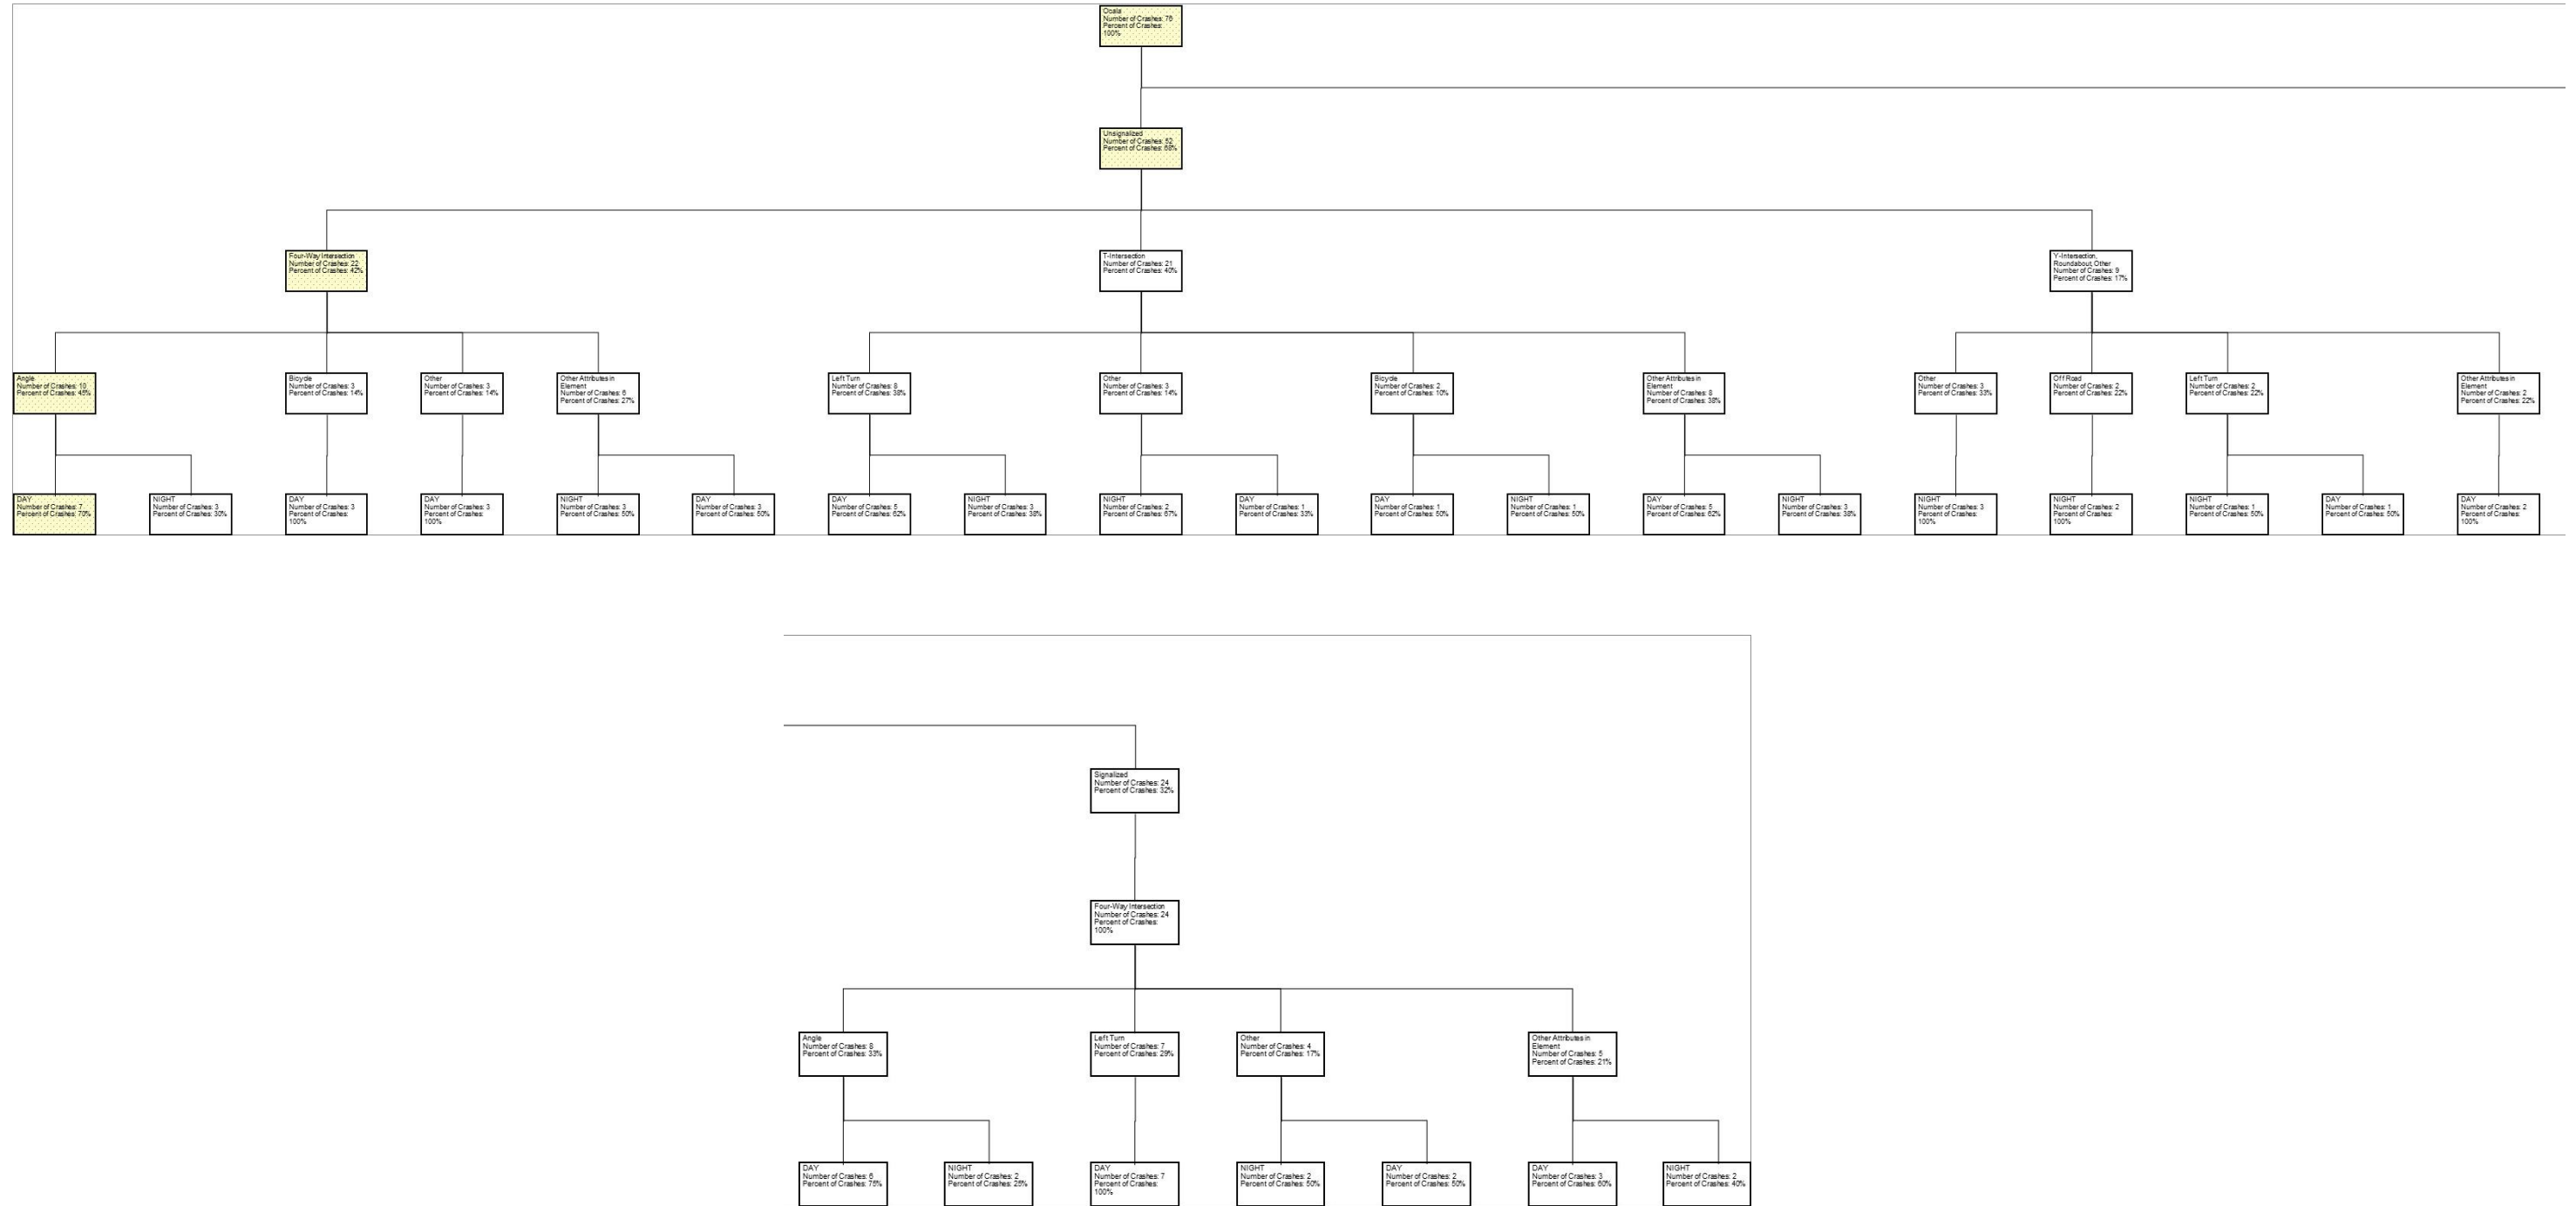 Ocala
Number of Crashes: 76
Percent of Crashes:
100%
Unsignalized
Number of Crashes: 52
Percent of Crashes: 68%
Four-Way Intersection
Number of Crashes: 22
Percent of Crashes: 42%
T-Intersection
Number of Crashes: 21
Percent of Crashes: 40%
Y-Intersection,
Roundabout, Other
Number of Crashes: 9
Percent of Crashes: 17%
Angle
Number of Crashes: 10
Percent of Crashes: 45%
Bicycle
Number of Crashes: 3
Percent of Crashes: 14%
Other
Number of Crashes: 3
Percent of Crashes: 14%
Other Attributes in
Element
Number of Crashes: 6
Percent of Crashes: 27%
Left Turn
Number of Crashes: 8
Percent of Crashes: 38%
Other
Number of Crashes: 3
Percent of Crashes: 14%
Bicycle
Number of Crashes: 2
Percent of Crashes: 10%
Other Attributes in
Element
Number of Crashes: 8
Percent of Crashes: 38%
Other
Number of Crashes: 3
Percent of Crashes: 33%
Off Road
Number of Crashes: 2
Percent of Crashes: 22%
Left Turn
Number of Crashes: 2
Percent of Crashes: 22%
Other Attributes in
Element
Number of Crashes: 2
Percent of Crashes: 22%
DAY
Number of Crashes: 7
Percent of Crashes: 70%
NIGHT
Number of Crashes: 3
Percent of Crashes: 30%
DAY
Number of Crashes: 3
Percent of Crashes:
100%
DAY
Number of Crashes: 3
Percent of Crashes:
100%
NIGHT
Number of Crashes: 3
Percent of Crashes: 50%
DAY
Number of Crashes: 3
Percent of Crashes: 50%
DAY
Number of Crashes: 5
Percent of Crashes: 62%
NIGHT
Number of Crashes: 3
Percent of Crashes: 38%
NIGHT
Number of Crashes: 2
Percent of Crashes: 67%
DAY
Number of Crashes: 1
Percent of Crashes: 33%
DAY
Number of Crashes: 1
Percent of Crashes: 50%
NIGHT
Number of Crashes: 1
Percent of Crashes: 50%
DAY
Number of Crashes: 5
Percent of Crashes: 62%
NIGHT
Number of Crashes: 3
Percent of Crashes: 38%
NIGHT
Number of Crashes: 3
Percent of Crashes:
100%
NIGHT
Number of Crashes: 2
Percent of Crashes:
100%
NIGHT
Number of Crashes: 1
Percent of Crashes: 50%
DAY
Number of Crashes: 1
Percent of Crashes: 50%
DAY
Number of Crashes: 2
Percent of Crashes:
100%
Signalized
Number of Crashes: 24
Percent of Crashes: 32%
Four-Way Intersection
Number of Crashes: 24
Percent of Crashes:
100%
Angle
Number of Crashes: 8
Percent of Crashes: 33%
Left Turn
Number of Crashes: 7
Percent of Crashes: 29%
Other
Number of Crashes: 4
Percent of Crashes: 17%
Other Attributes in
Element
Number of Crashes: 5
Percent of Crashes: 21%
DAY
Number of Crashes: 6
Percent of Crashes: 75%
NIGHT
Number of Crashes: 2
Percent of Crashes: 25%
DAY
Number of Crashes: 7
Percent of Crashes:
100%
NIGHT
Number of Crashes: 2
Percent of Crashes: 50%
DAY
Number of Crashes: 2
Percent of Crashes: 50%
DAY
Number of Crashes: 3
Percent of Crashes: 60%
NIGHT
Number of Crashes: 2
Percent of Crashes: 40%